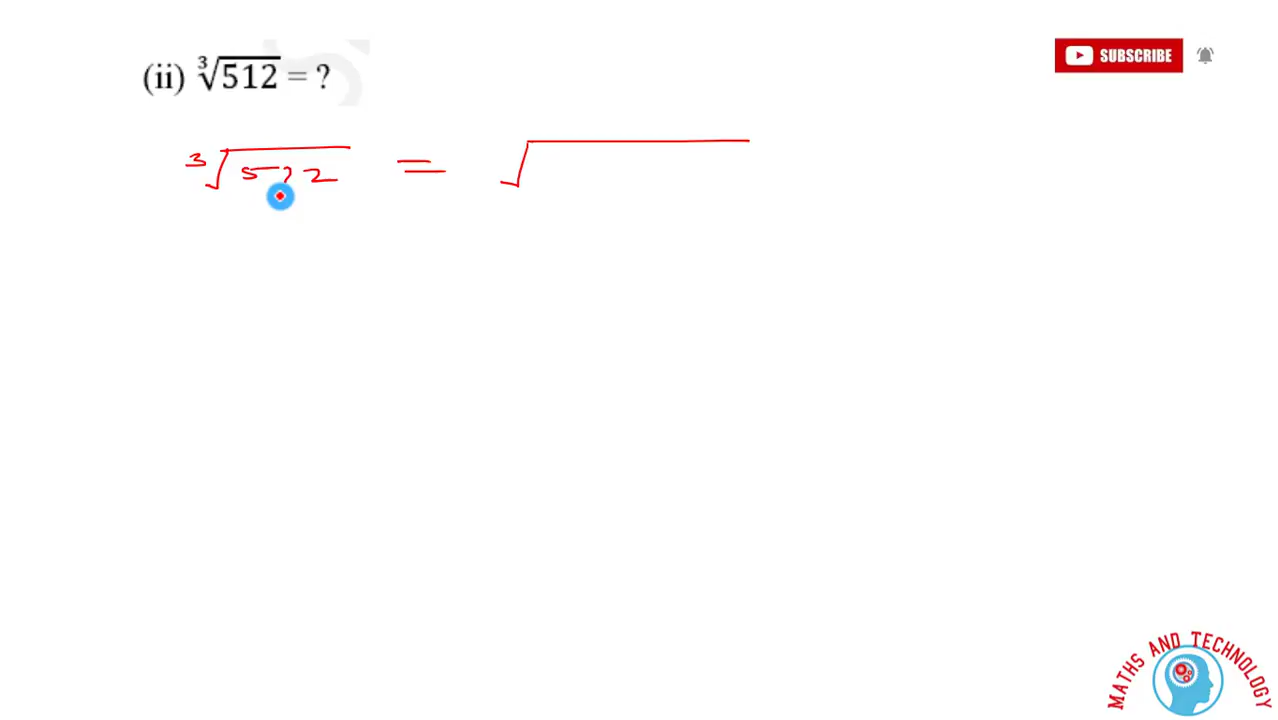 (ii) ∛512 = ?
SUBSCRIBE
∛512 = √
MATHS AND TECHNOLOGY